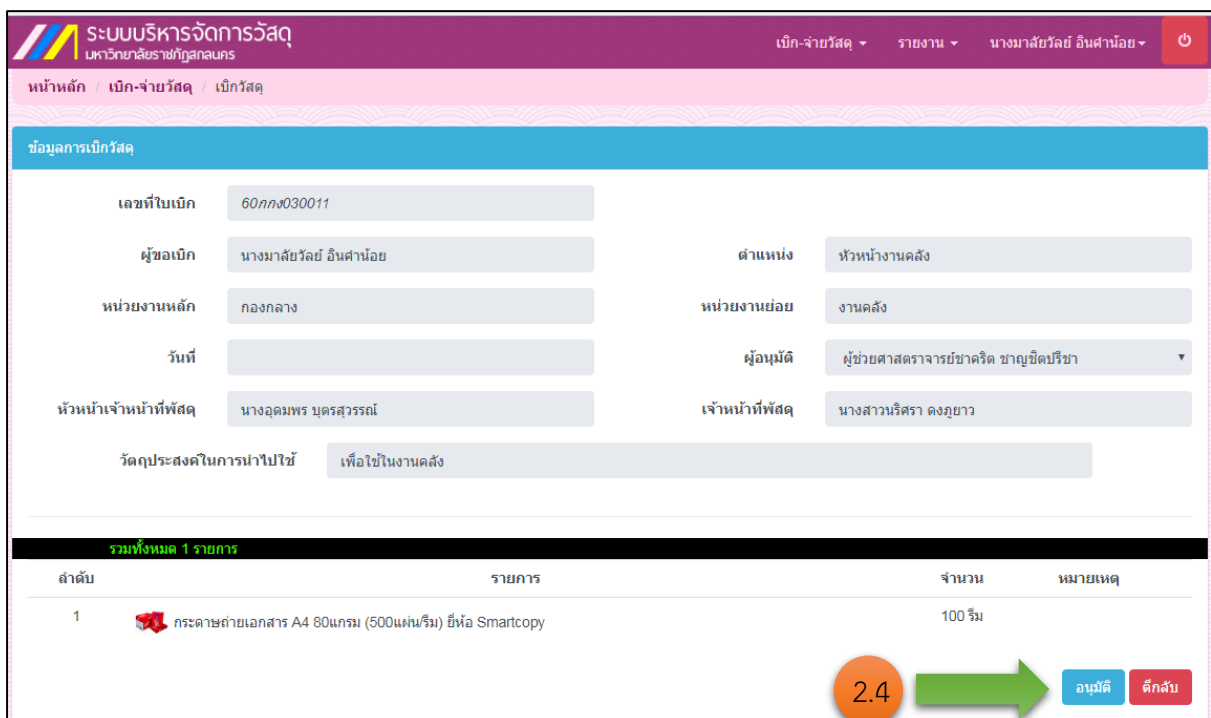 ระบบบริหารจัดการวัสดุ
มหาวิทยาลัยราชภัฏสกลนคร
เบิก-จ่ายวัสดุ รายงาน นางมาลัยวัลย์ อินศำน้อย
หน้าหลัก / เบิก-จ่ายวัสดุ / เบิกวัสดุ
ข้อมูลการเบิกวัสดุ
เลขที่ใบเบิก 60กกง030011
ผู้ขอเบิก นางมาลัยวัลย์ อินศำน้อย ตำแหน่ง หัวหน้างานคลัง
หน่วยงานหลัก กองกลาง หน่วยงานย่อย งานคลัง
วันที่ ผู้อนุมัติ ผู้ช่วยศาสตราจารย์ชาคริต ชาญชิตปรีชา
หัวหน้าเจ้าหน้าที่พัสดุ นางอุดมพร บุตรสุวรรณ์ เจ้าหน้าที่พัสดุ นางสาวนริศรา ดงภูยาว
วัตถุประสงค์ในการนำไปใช้ เพื่อใช้ในงานคลัง
รวมทั้งหมด 1 รายการ
ลำดับ รายการ จำนวน หมายเหตุ
1 กระดาษถ่ายเอกสาร A4 80แกรม (500แผ่น/รีม) ยี่ห้อ Smartcopy 100 รีม
2.4 อนุมัติ ตีกลับ